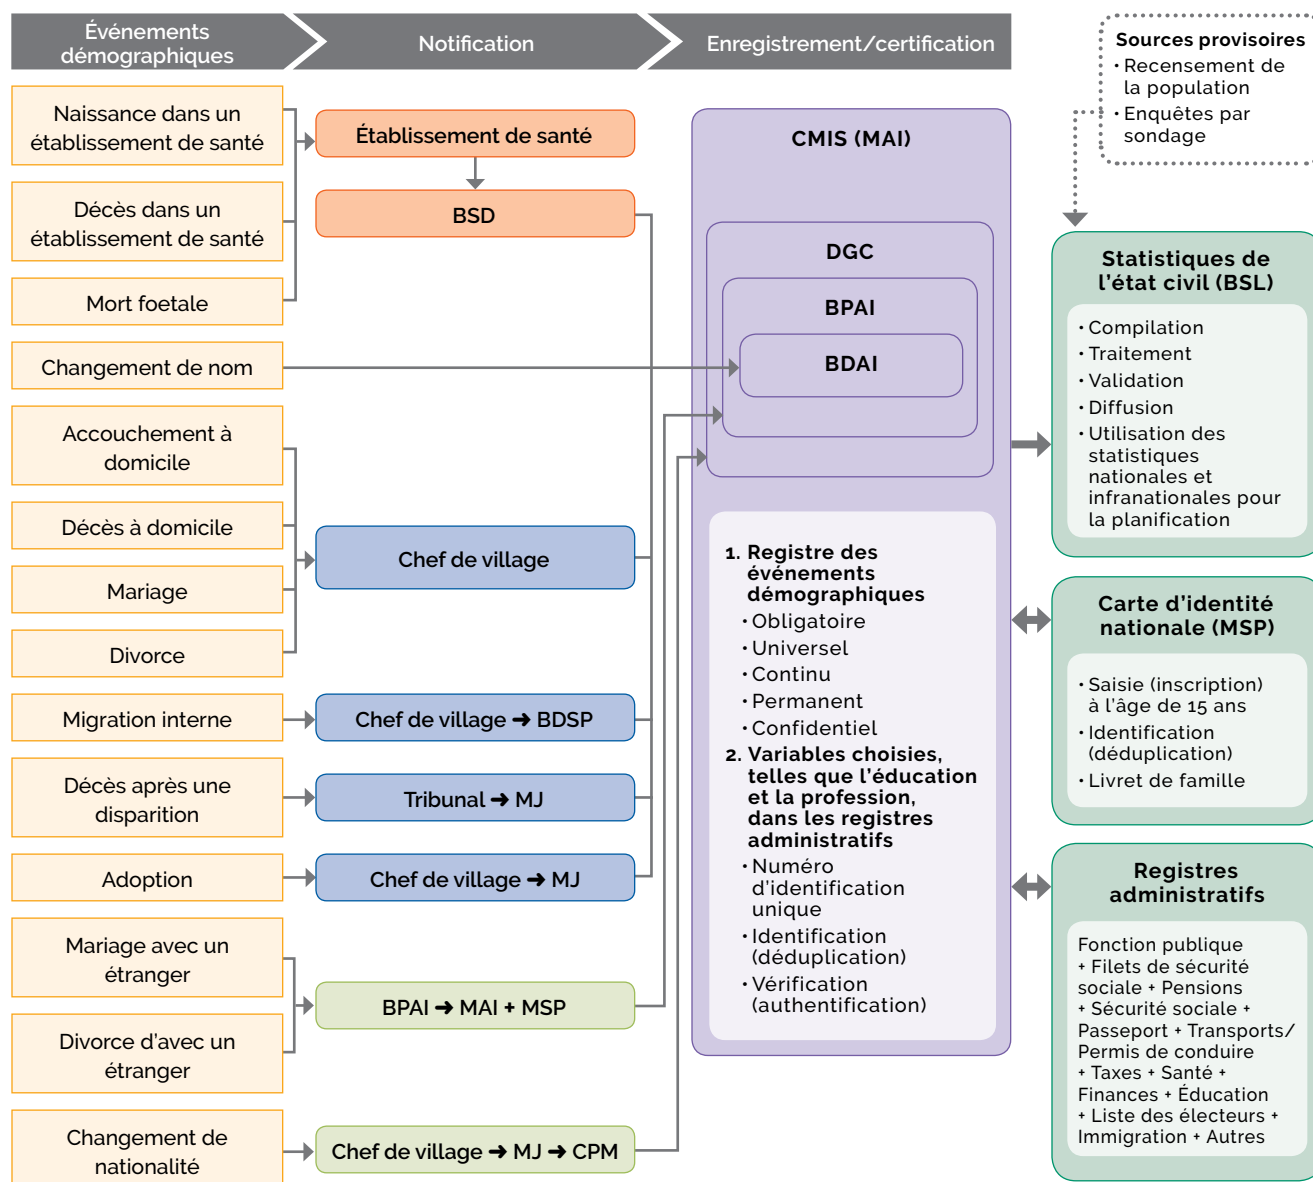 Événements
démographiques
Notification
Enregistrement/certification
Sources provisoires
• Recensement de
la population
• Enquêtes par
sondage
Naissance dans un
établissement de santé
Décès dans un
établissement de santé
Mort foetale
Changement de nom
Accouchement à
domicile
Décès à domicile
Mariage
Divorce
Migration interne
Décès après une
disparition
Adoption
Mariage avec un
étranger
Divorce d'avec un
étranger
Changement de
nationalité
Établissement de santé
BSD
Chef de village
Chef de village ➜ BDSP
Tribunal ➜ MJ
Chef de village ➜ MJ
BPAI ➜ MAI + MSP
Chef de village ➜ MJ ➜ CPM
CMIS (MAI)
DGC
BPAI
BDAI
1. Registre des
événements
démographiques
• Obligatoire
• Universel
• Continu
• Permanent
• Confidentiel
2. Variables choisies,
telles que l'éducation
et la profession,
dans les registres
administratifs
• Numéro
d'identification
unique
• Identification
(déduplication)
• Vérification
(authentification)
Statistiques de
l'état civil (BSL)
• Compilation
• Traitement
• Validation
• Diffusion
• Utilisation des
statistiques
nationales et
infranationales pour
la planification
Carte d'identité
nationale (MSP)
• Saisie (inscription)
à l'âge de 15 ans
• Identification
(déduplication)
• Livret de famille
Registres
administratifs
Fonction publique
+ Filets de sécurité
sociale + Pensions
+ Sécurité sociale +
Passeport + Transports/
Permis de conduire
+ Taxes + Santé +
Finances + Éducation
+ Liste des électeurs +
Immigration + Autres